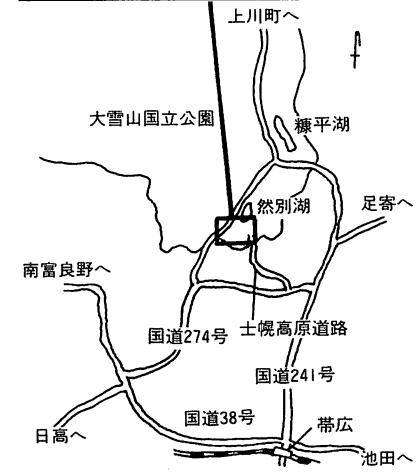 上川町へ
大雪山国立公園
糠平湖
然別湖
足寄へ
南富良野へ
国道274号
士幌高原道路
国道241号
国道38号
帯広
日高へ
池田へ